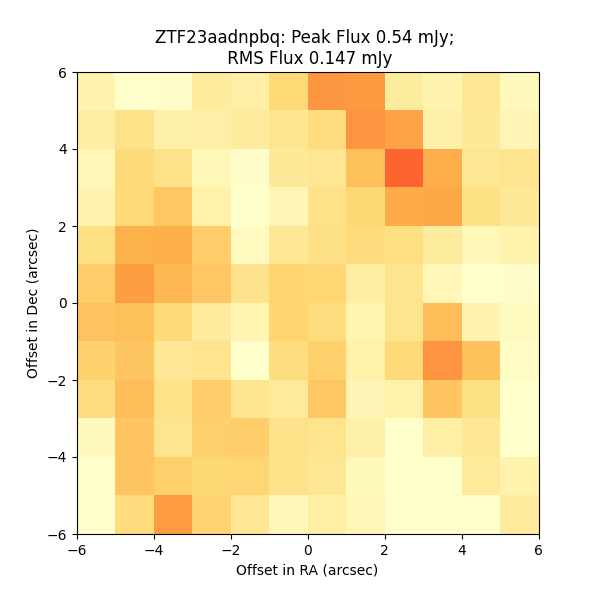 ZTF23aadnpbq: Peak Flux 0.54 mJy;
RMS Flux 0.147 mJy
6
4
2
0
−2
−4
−6
Offset in Dec (arcsec)
−6 −4 −2 0 2 4 6
Offset in RA (arcsec)